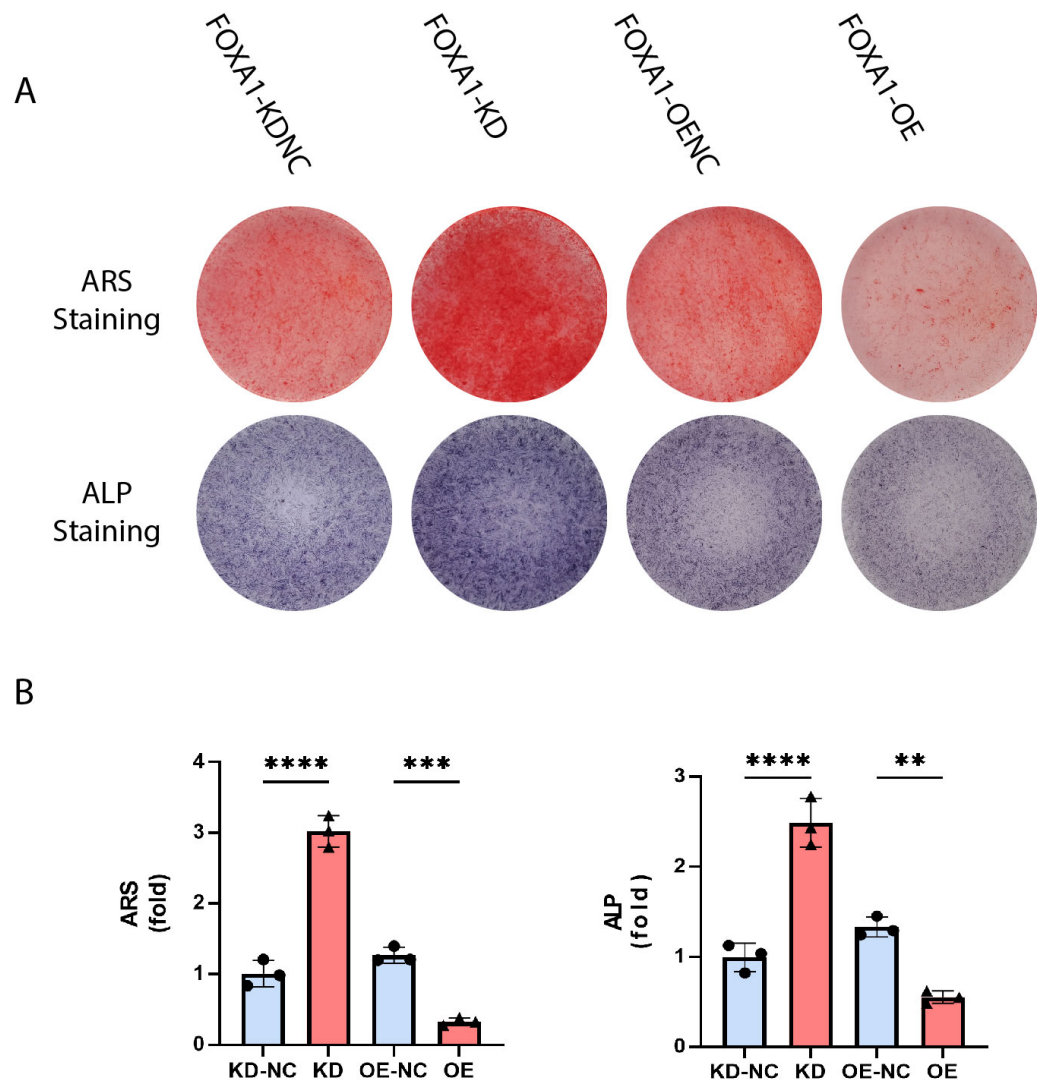 A
FOXA1-KDNC
FOXA1-KD
FOXA1-OENC
FOXA1-OE
ARS
Staining
ALP
Staining
B
ARS
(fold)
4
3
2
1
0
****
***
KD-NC KD OE-NC OE
ALP
(fold)
3
2
1
0
****
**
KD-NC KD OE-NC OE